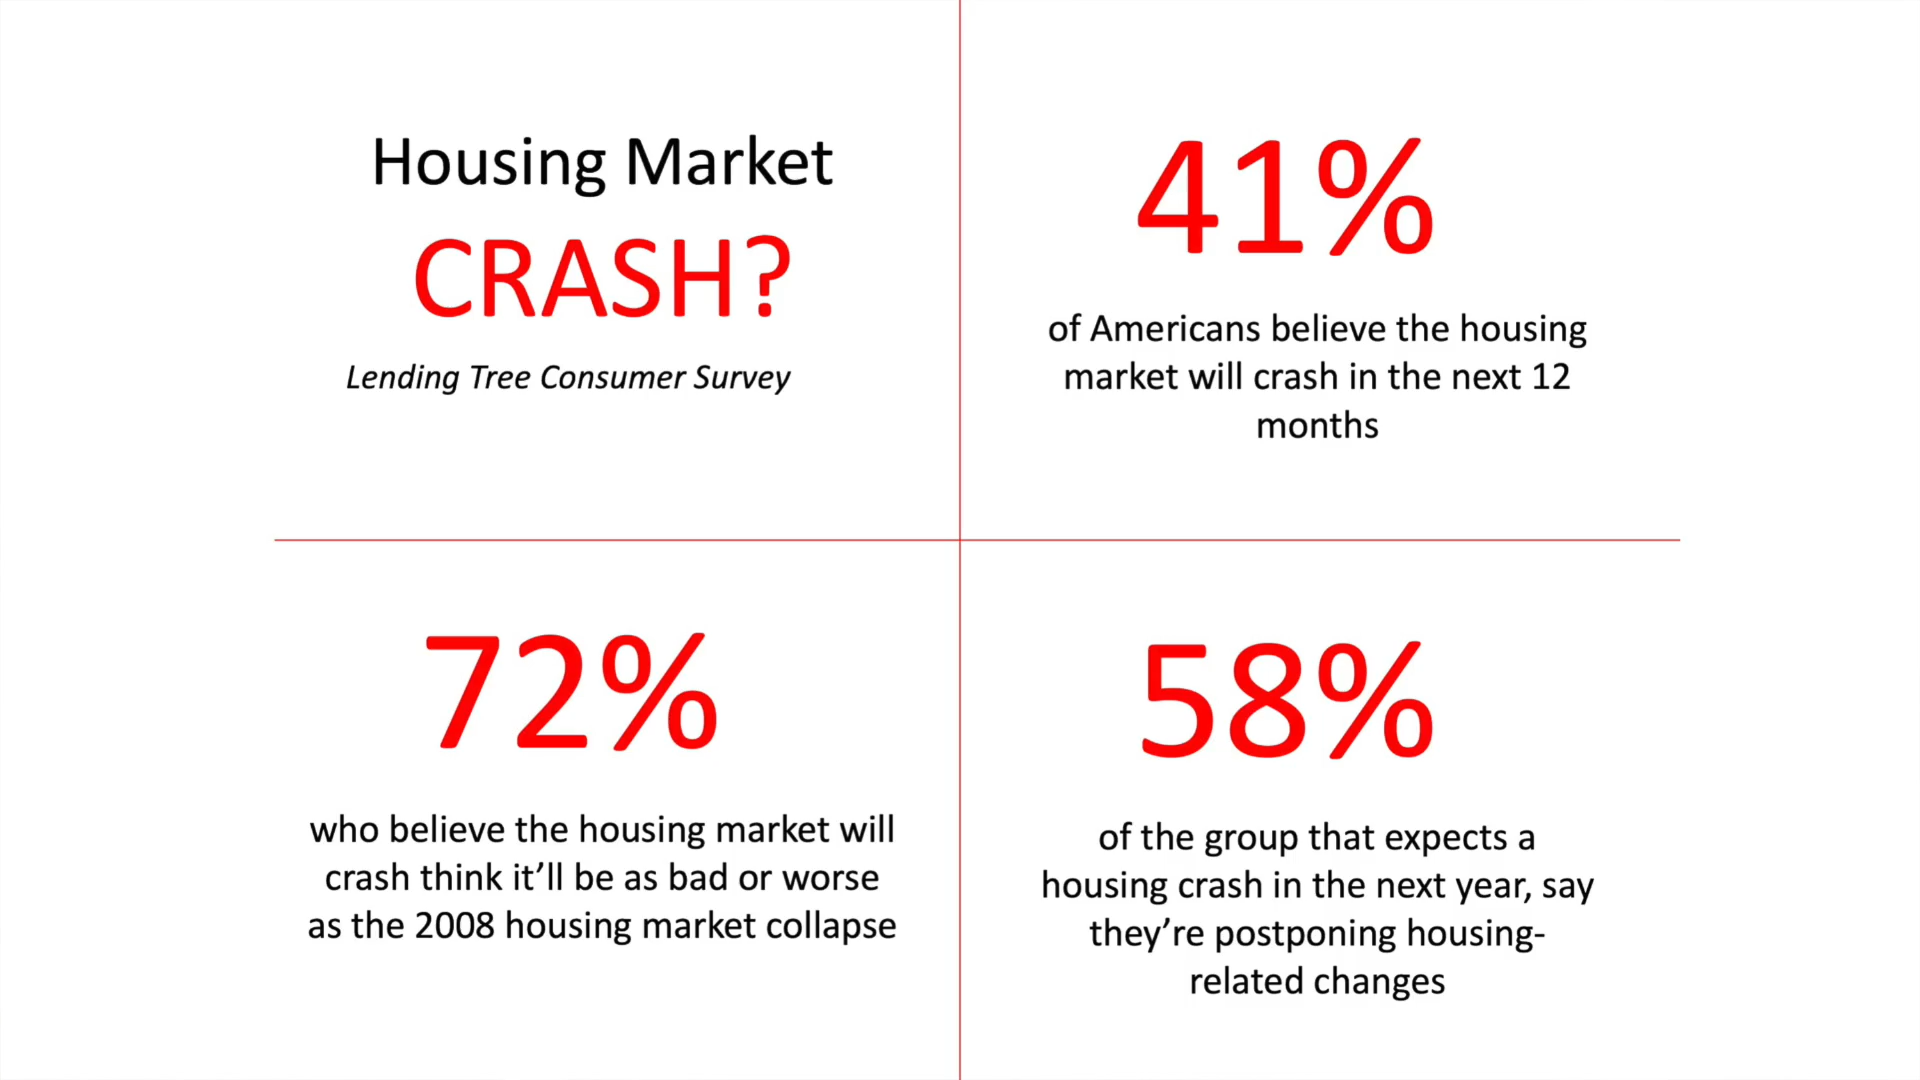 Housing Market
CRASH?
Lending Tree Consumer Survey
41%
of Americans believe the housing
market will crash in the next 12
months
72%
who believe the housing market will
crash think it’ll be as bad or worse
as the 2008 housing market collapse
58%
of the group that expects a
housing crash in the next year, say
they’re postponing housing-
related changes